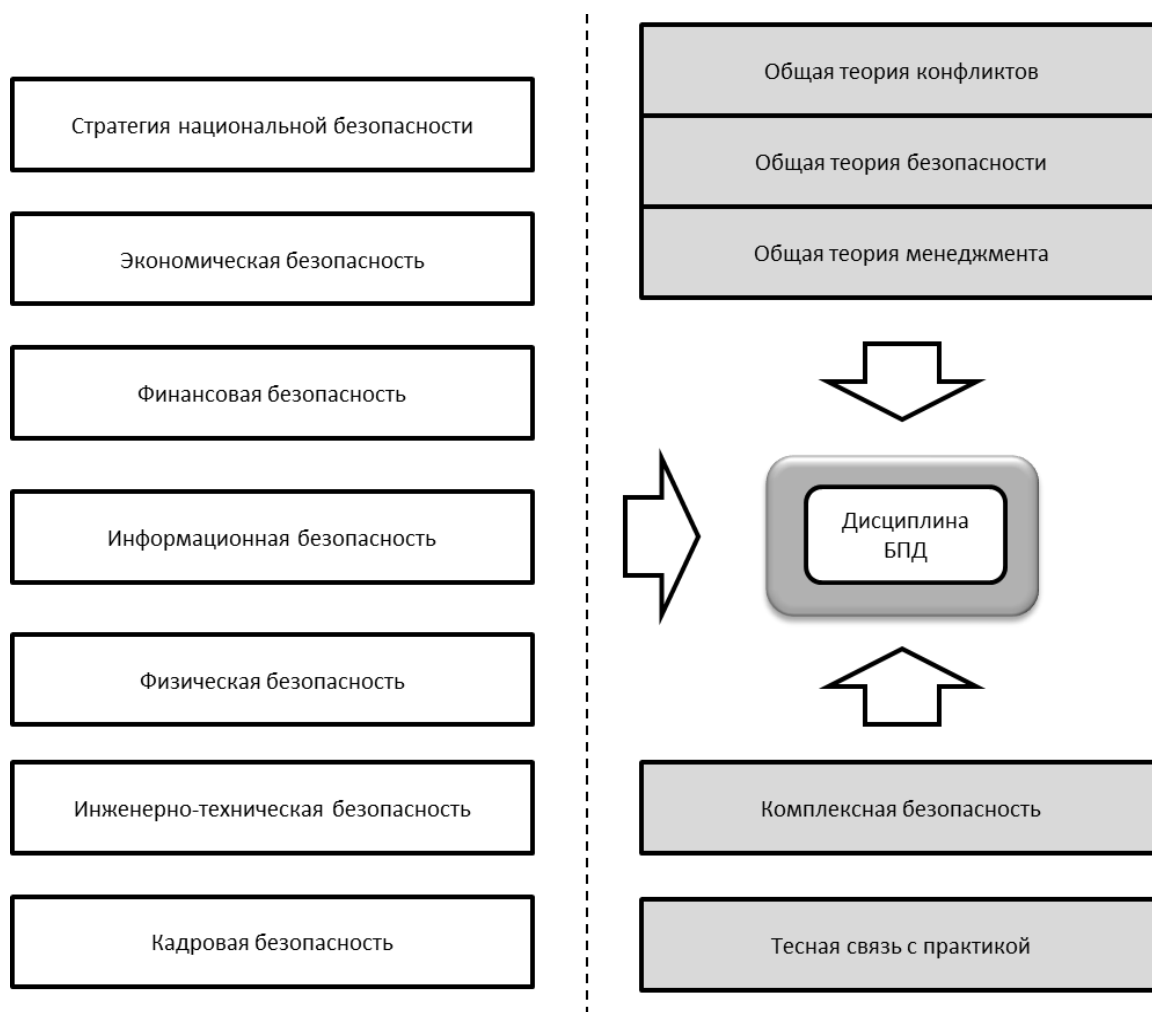 Стратегия национальной безопасности
Экономическая безопасность
Финансовая безопасность
Информационная безопасность
Физическая безопасность
Инженерно-техническая безопасность
Кадровая безопасность
Общая теория конфликтов
Общая теория безопасности
Общая теория менеджмента
Дисциплина
БПД
Комплексная безопасность
Тесная связь с практикой